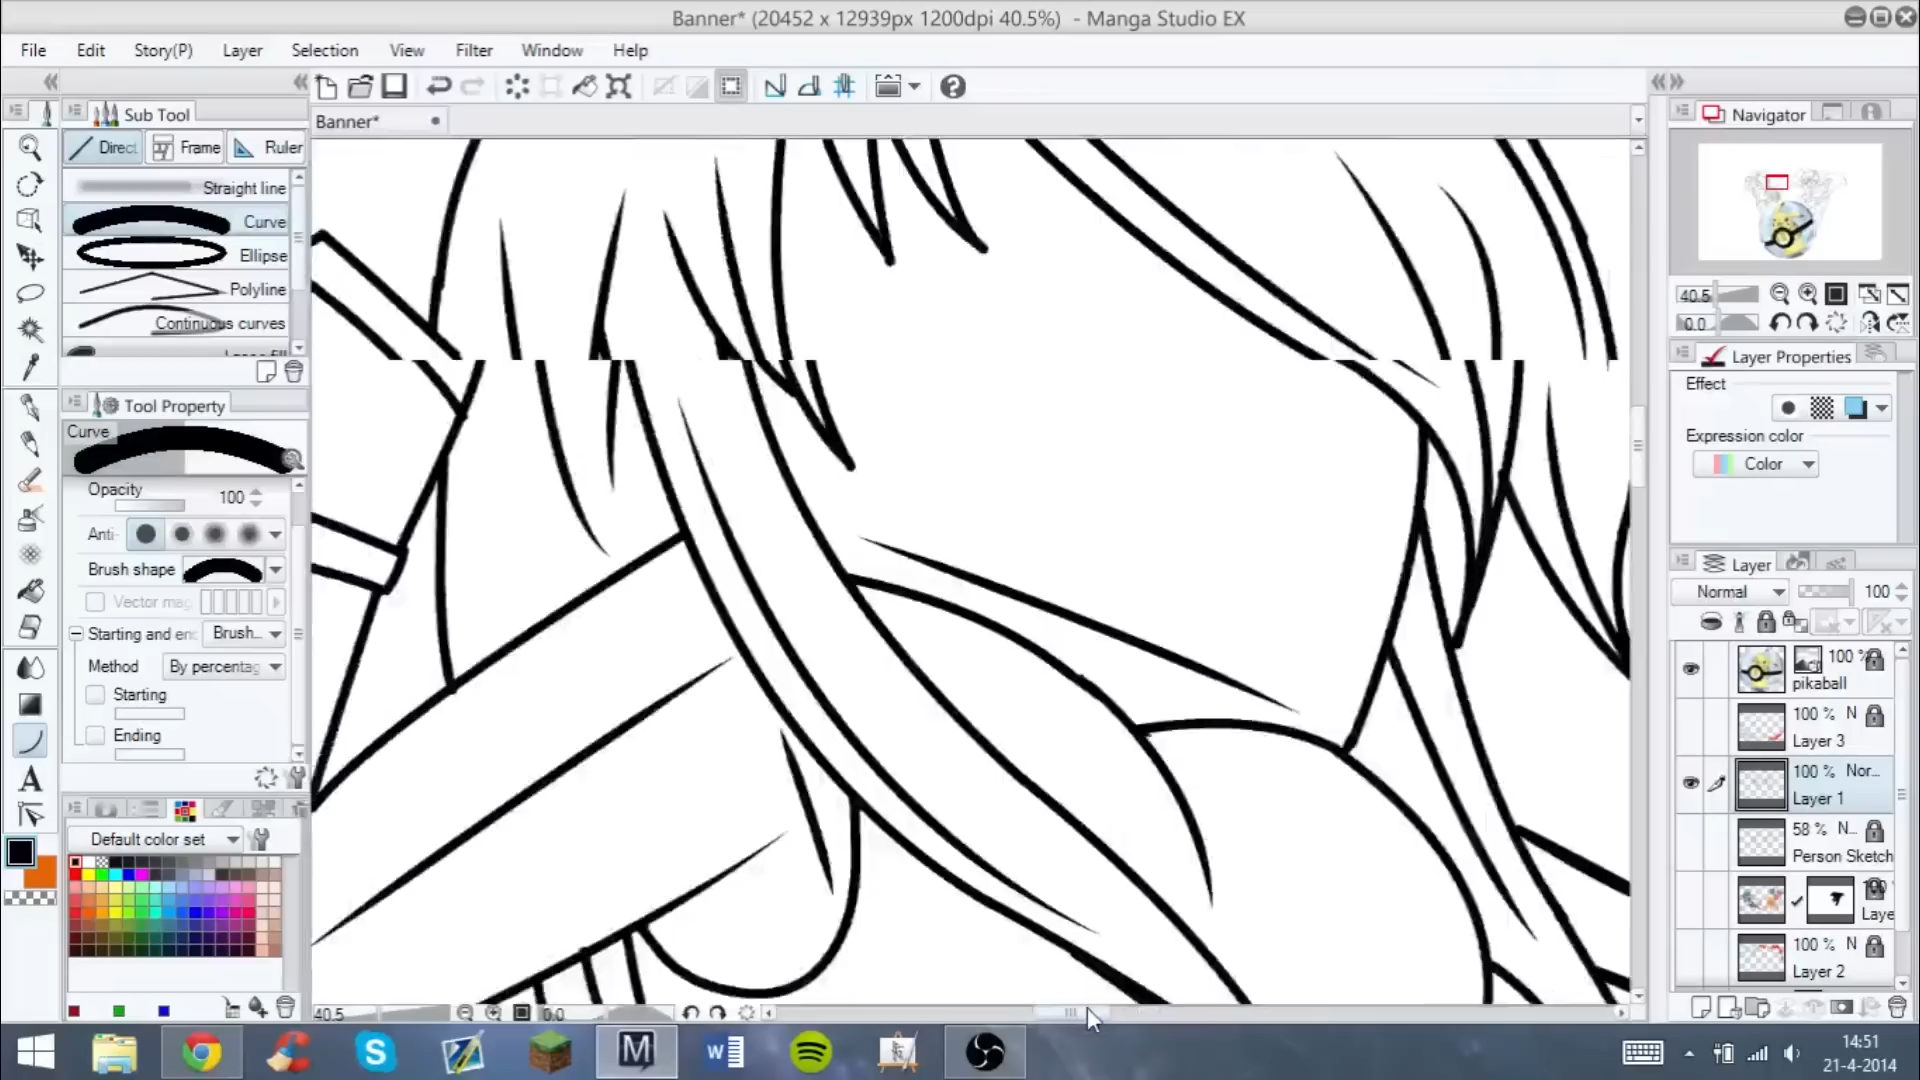 Banner* (20452 x 12939px 1200dpi 40.5%) - Manga Studio EX
File Edit Story(P) Layer Selection View Filter Window Help
Sub Tool
Banner*
Navigator
Direct Frame Ruler
Straight line
Curve
Ellipse
Polyline
Continuous curves
40.5
0.0
Layer Properties
Effect
Expression color
Color
Tool Property
Curve
Opacity 100
Anti-
Brush shape
Vector mag
Starting and en Brush...
Method By percentag
Starting
Ending
Layer
Normal 100
100 %
pikaball
100 % N
Layer 3
100 % Nor...
Layer 1
58 % N...
Person Sketch
Laye
100 % N
Layer 2
Default color set
40.5 0.0
14:51
21-4-2014